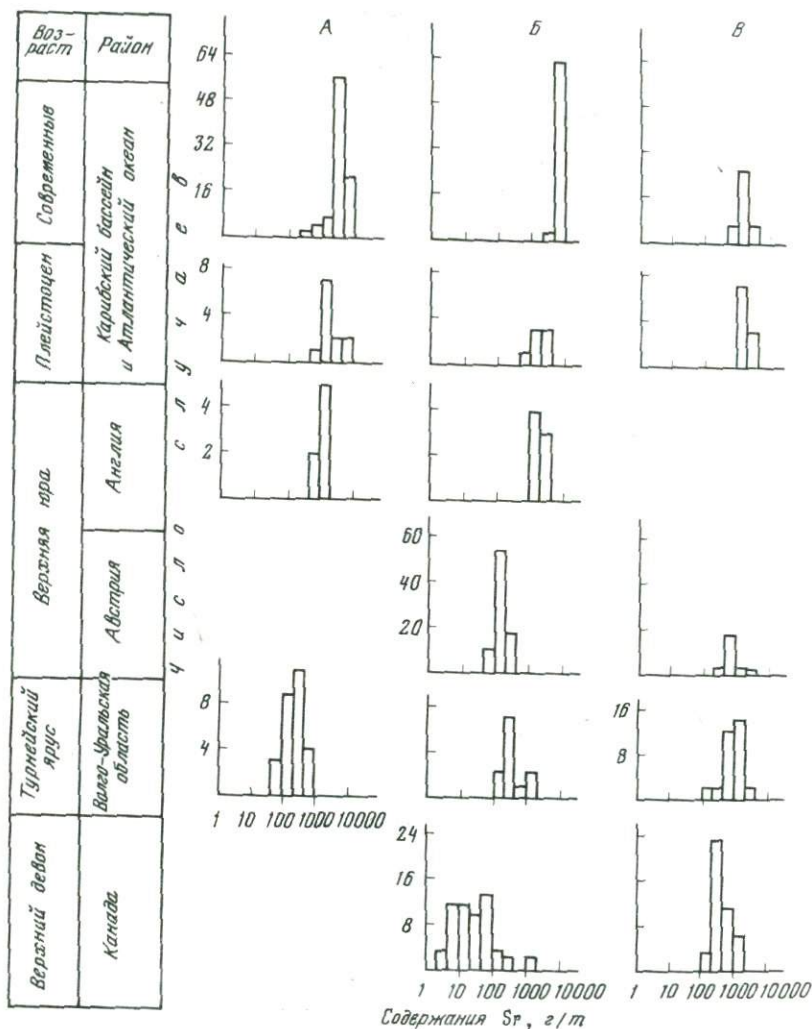 Воз-
раст
Район
А
Б
В
Современные
Плейстоцен
Карибский бассейн
и Атлантический океан
Верхняя юра
Англия
Австрия
Турнейский
ярус
Волго-Уральская
область
Верхний девон
Канада
Число случаев
64
48
32
16
8
4
4
2
60
40
20
8
4
16
8
24
16
8
1 10 100 1000 10000
1 10 100 1000 10000
1 10 100 1000 10000
Содержания Sr, г/т